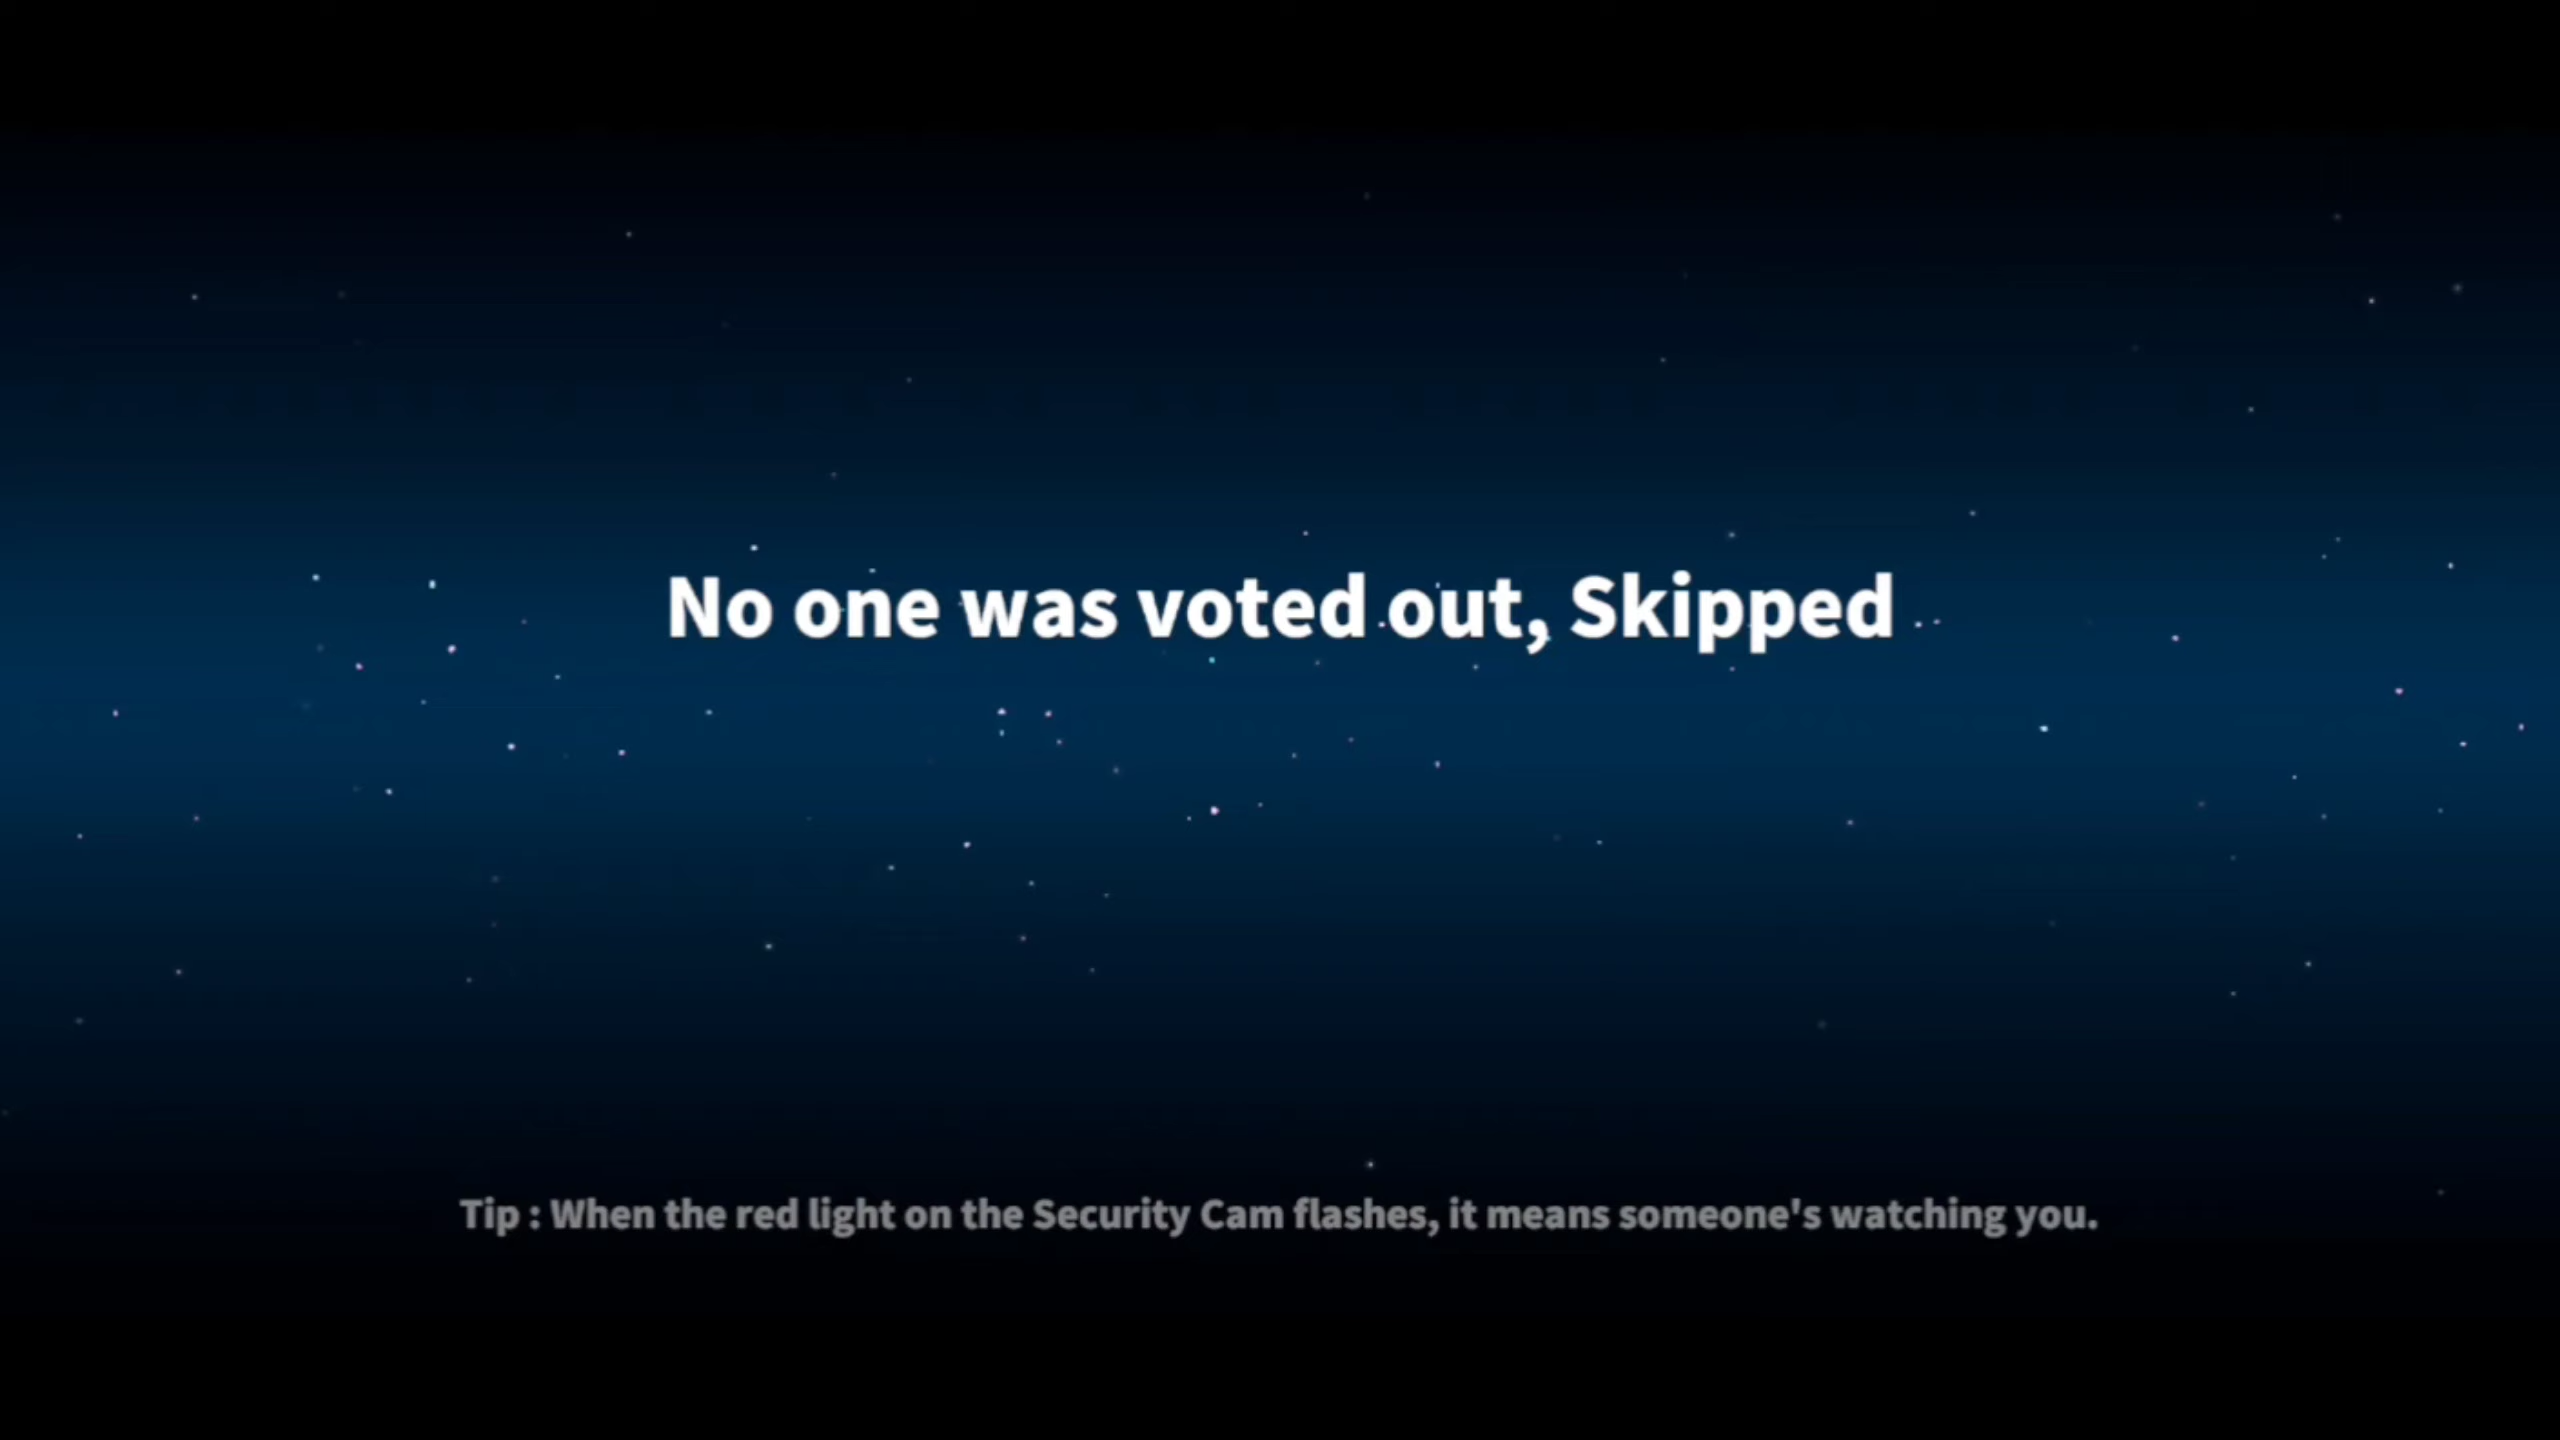 No one was voted out, Skipped
Tip : When the red light on the Security Cam flashes, it means someone's watching you.